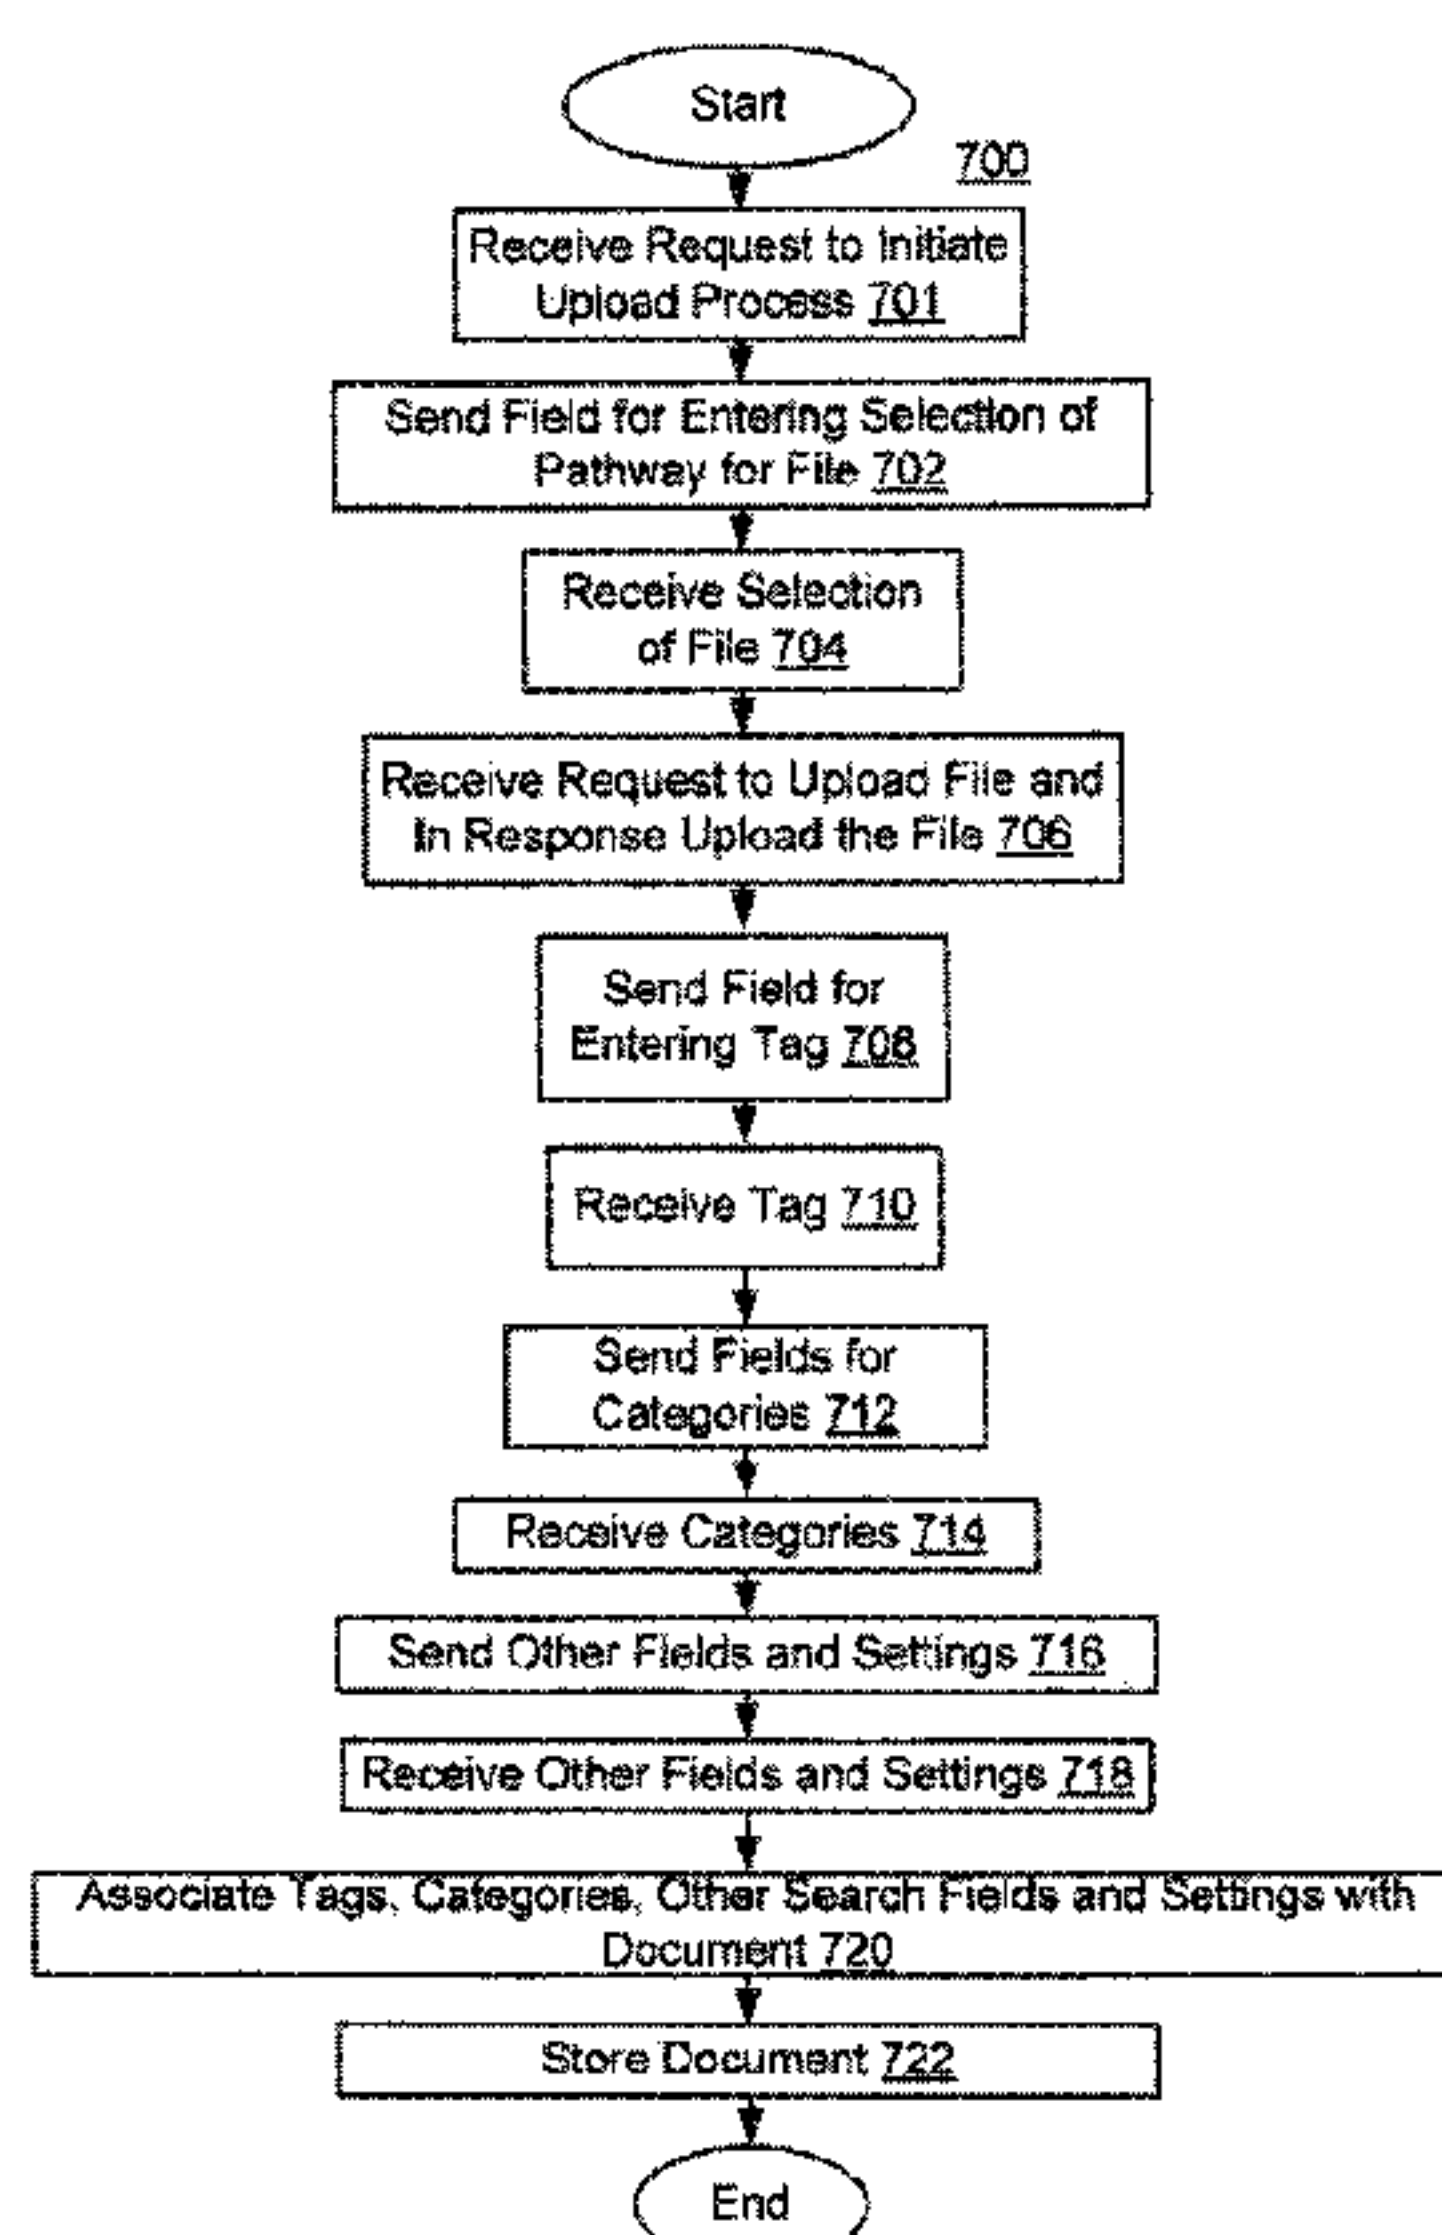 Start
700
Receive Request to Initiate
Upload Process 701
Send Field for Entering Selection of
Pathway for File 702
Receive Selection
of File 704
Receive Request to Upload File and
In Response Upload the File 706
Send Field for
Entering Tag 708
Receive Tag 710
Send Fields for
Categories 712
Receive Categories 714
Send Other Fields and Settings 716
Receive Other Fields and Settings 718
Associate Tags, Categories, Other Search Fields and Settings with
Document 720
Store Document 722
End